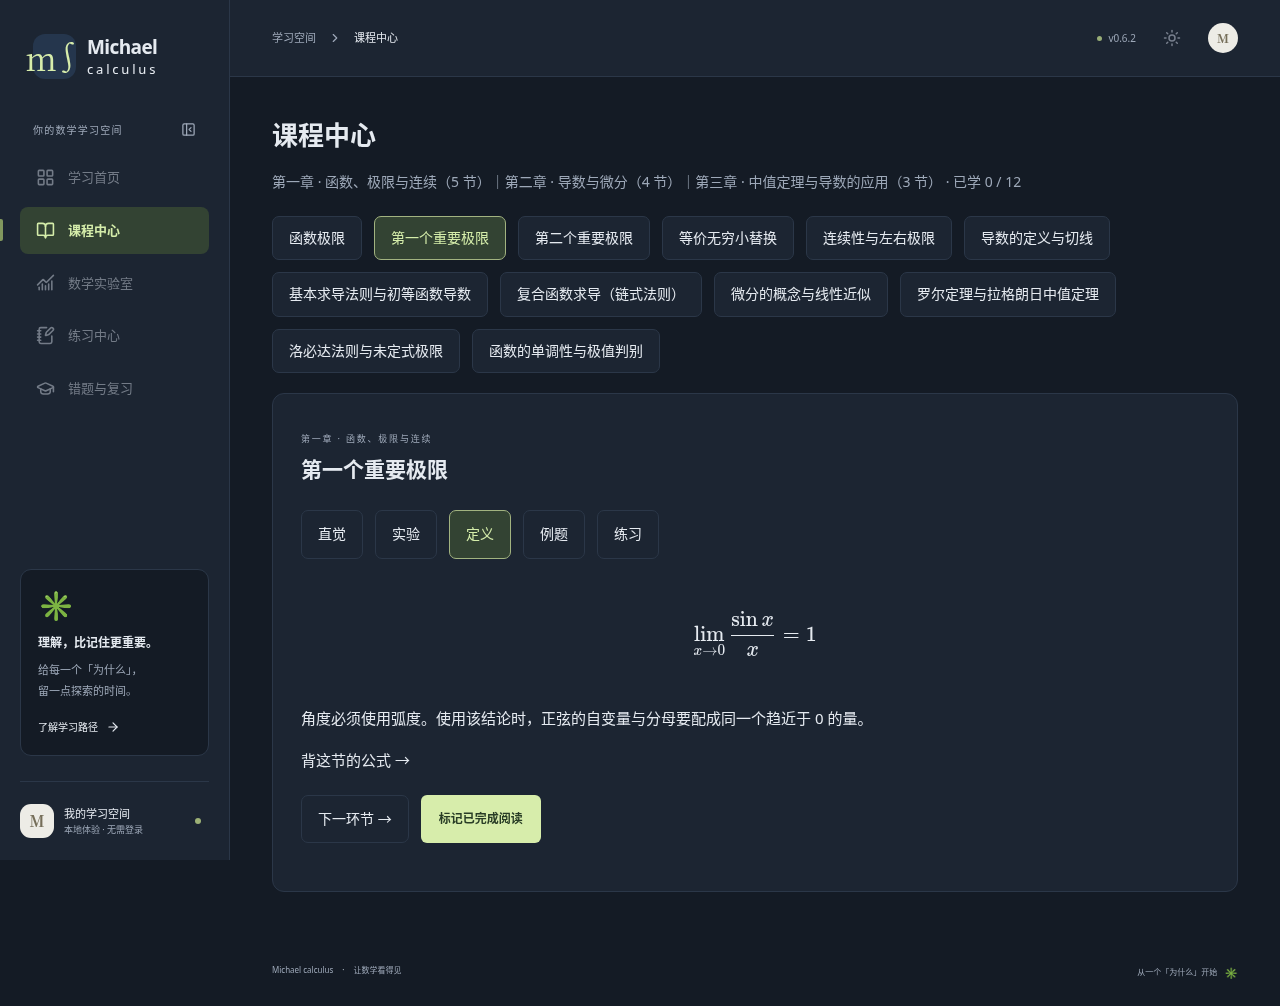 m∫ Michael
calculus
你的数学学习空间
学习首页
课程中心
数学实验室
练习中心
错题与复习
理解，比记住更重要。
给每一个「为什么」，
留一点探索的时间。
了解学习路径 →
M 我的学习空间
本地体验 · 无需登录
学习空间 > 课程中心
v0.6.2
M
课程中心
第一章 · 函数、极限与连续（5 节）｜第二章 · 导数与微分（4 节）｜第三章 · 中值定理与导数的应用（3 节） · 已学 0 / 12
函数极限 第一个重要极限 第二个重要极限 等价无穷小替换 连续性与左右极限 导数的定义与切线
基本求导法则与初等函数导数 复合函数求导（链式法则） 微分的概念与线性近似 罗尔定理与拉格朗日中值定理
洛必达法则与未定式极限 函数的单调性与极值判别
第一章 · 函数、极限与连续
第一个重要极限
直觉 实验 定义 例题 练习
lim x→0 sin x / x = 1
角度必须使用弧度。使用该结论时，正弦的自变量与分母要配成同一个趋近于 0 的量。
背这节的公式 →
下一环节 → 标记已完成阅读
Michael calculus · 让数学看得见
从一个「为什么」开始